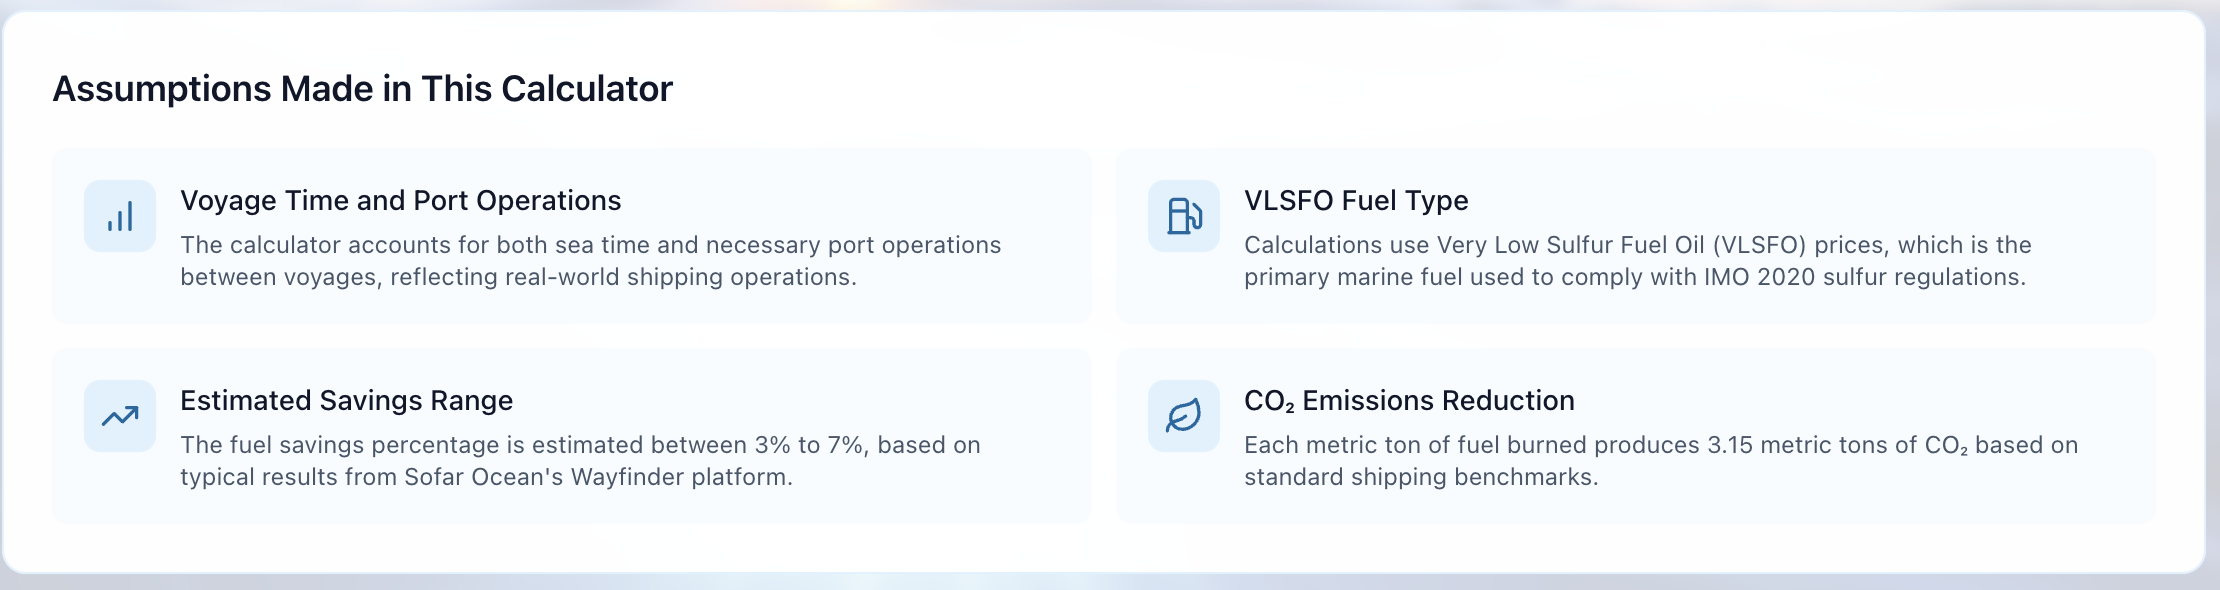 Assumptions Made in This Calculator
Voyage Time and Port Operations
The calculator accounts for both sea time and necessary port operations
between voyages, reflecting real-world shipping operations.
VLSFO Fuel Type
Calculations use Very Low Sulfur Fuel Oil (VLSFO) prices, which is the
primary marine fuel used to comply with IMO 2020 sulfur regulations.
Estimated Savings Range
The fuel savings percentage is estimated between 3% to 7%, based on
typical results from Sofar Ocean's Wayfinder platform.
CO₂ Emissions Reduction
Each metric ton of fuel burned produces 3.15 metric tons of CO₂ based on
standard shipping benchmarks.